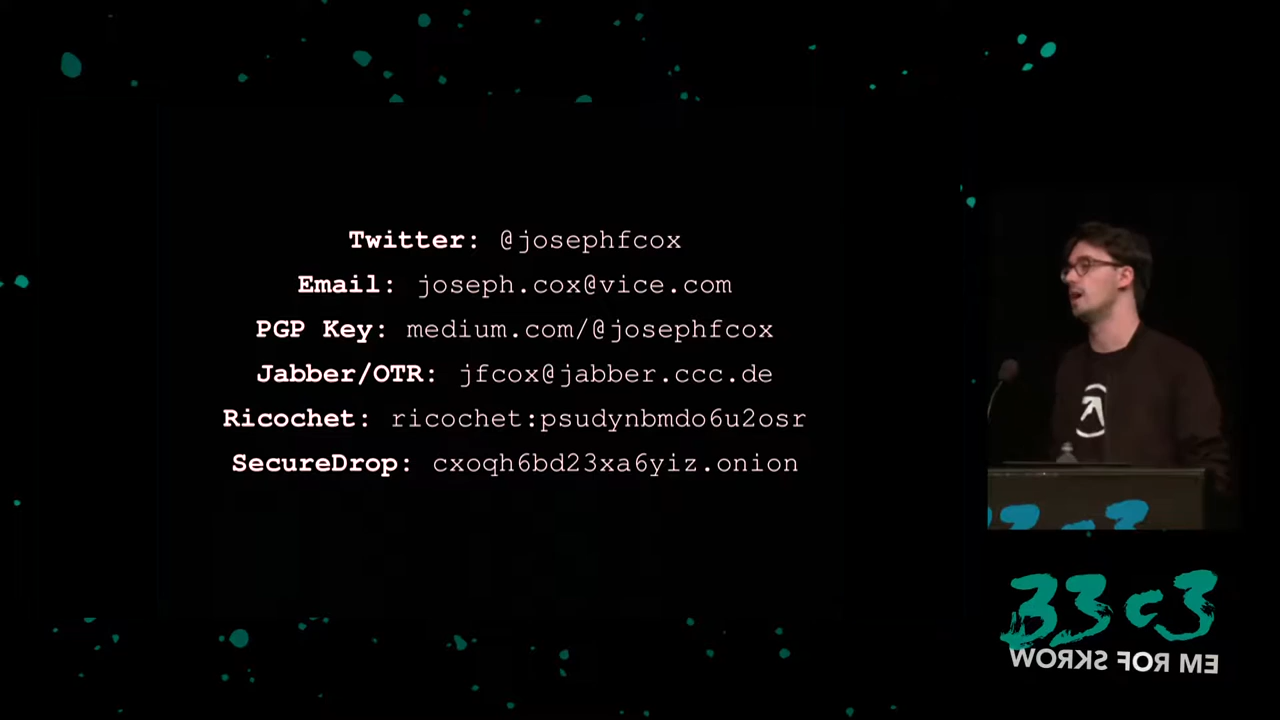 Twitter: @josephfcox
Email: joseph.cox@vice.com
PGP Key: medium.com/@josephfcox
Jabber/OTR: jfcox@jabber.ccc.de
Ricochet: ricochet:psudynbmdo6u2osr
SecureDrop: cxoqh6bd23xa6yiz.onion
33c3
WORKS FOR ME